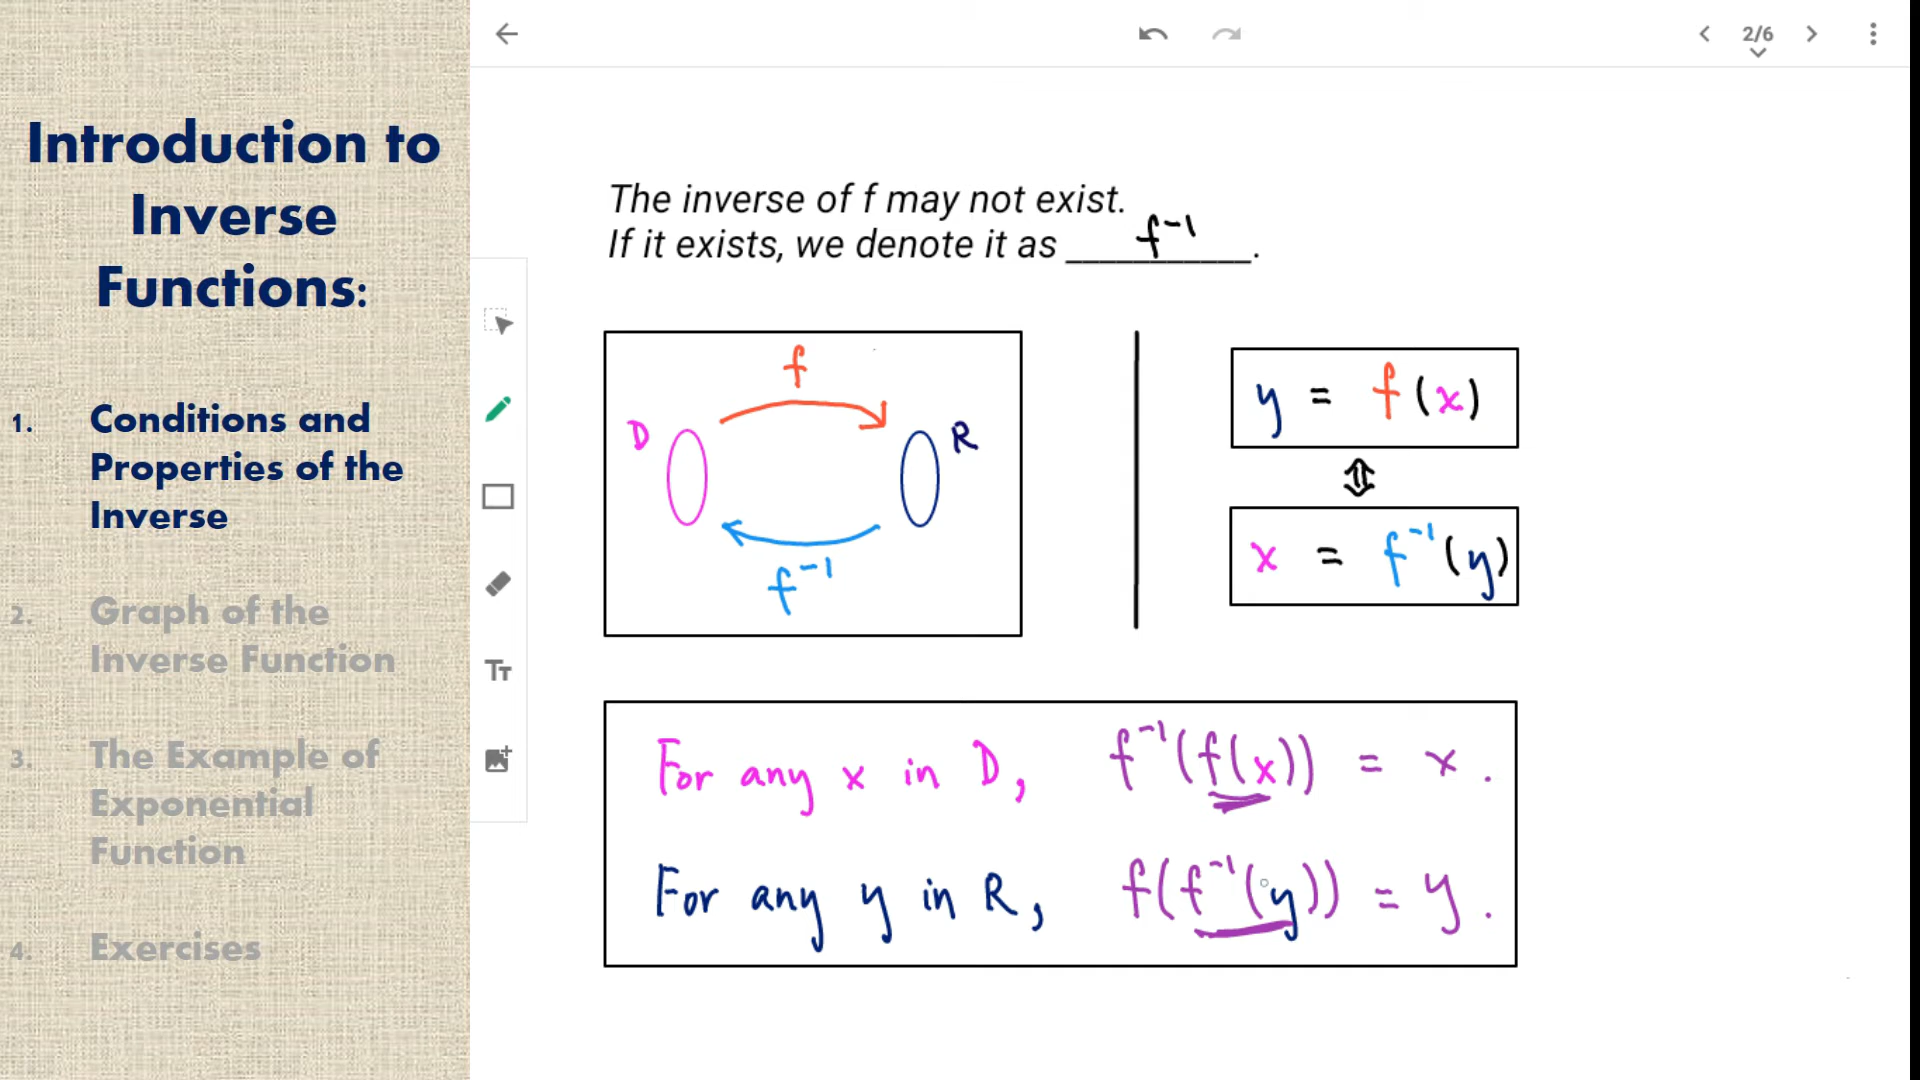 Introduction to
Inverse
Functions:
1. Conditions and
Properties of the
Inverse
2. Graph of the
Inverse Function
3. The Example of
Exponential
Function
4. Exercises
2/6
The inverse of f may not exist.
If it exists, we denote it as f⁻¹.
f
D
R
f⁻¹
y = f(x)
⇕
x = f⁻¹(y)
For any x in D, f⁻¹(f(x)) = x.
For any y in R, f(f⁻¹(y)) = y.
Tт